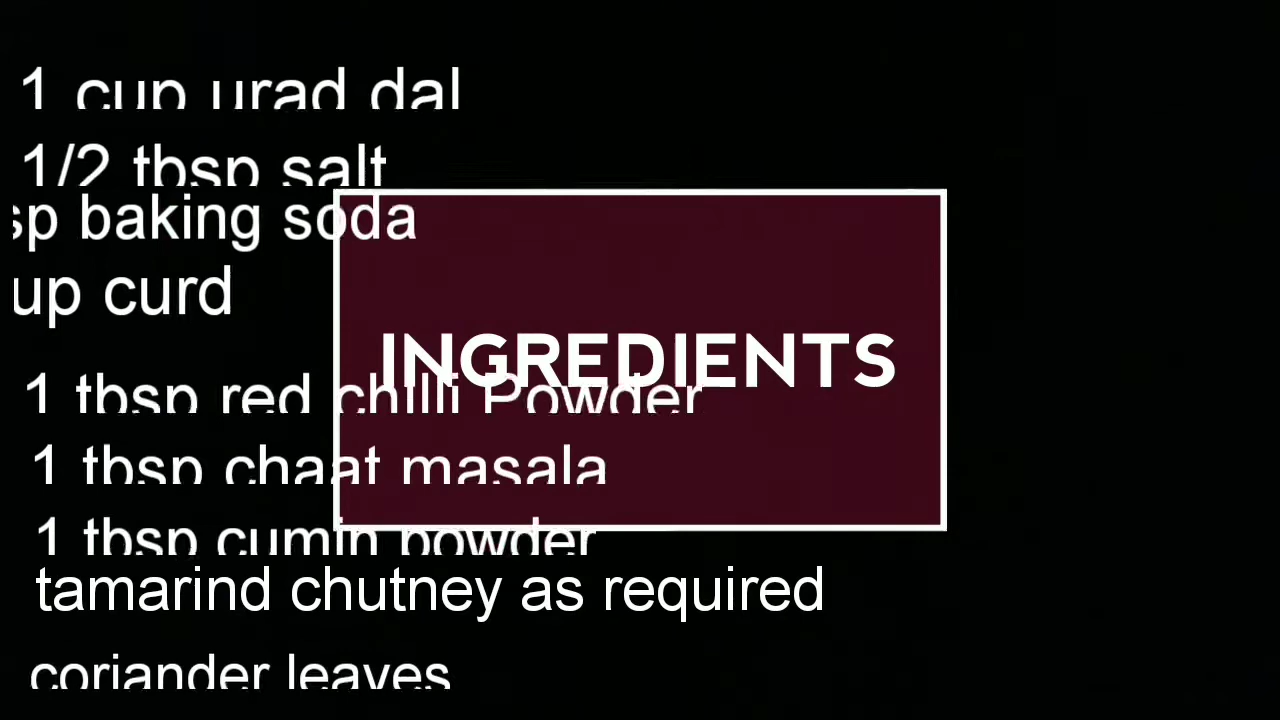 1 cup urad dal
1/2 tbsp salt
baking soda
curd
INGREDIENTS
1 tbsp red chilli Powder
1 tbsp chaat masala
1 tbsp cumin powder
tamarind chutney as required
coriander leaves